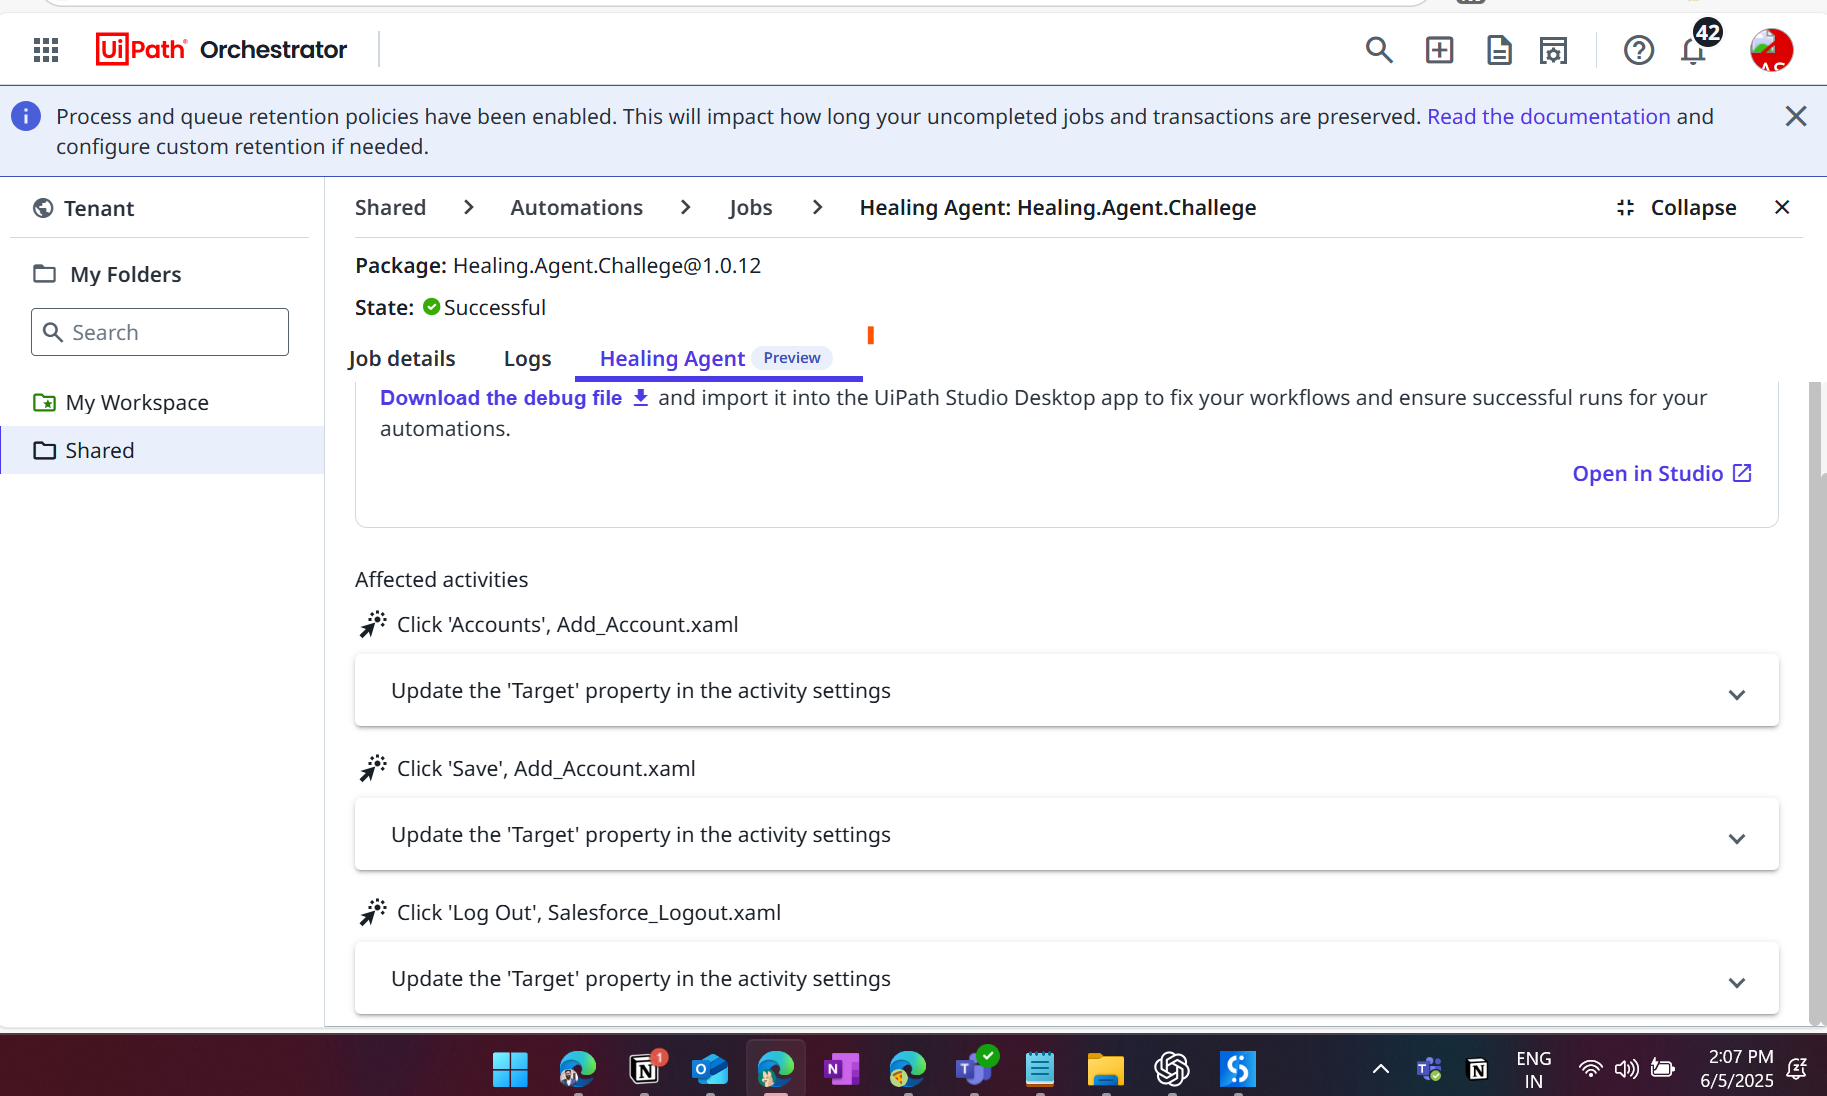 UiPath Orchestrator
42
Process and queue retention policies have been enabled. This will impact how long your uncompleted jobs and transactions are preserved. Read the documentation and
configure custom retention if needed.
Tenant
My Folders
Search
My Workspace
Shared
Shared > Automations > Jobs > Healing Agent: Healing.Agent.Challege
Collapse
Package: Healing.Agent.Challege@1.0.12
State: Successful
Job details Logs Healing Agent Preview
Download the debug file and import it into the UiPath Studio Desktop app to fix your workflows and ensure successful runs for your
automations.
Open in Studio
Affected activities
Click 'Accounts', Add_Account.xaml
Update the 'Target' property in the activity settings
Click 'Save', Add_Account.xaml
Update the 'Target' property in the activity settings
Click 'Log Out', Salesforce_Logout.xaml
Update the 'Target' property in the activity settings
1
ENG
IN
2:07 PM
6/5/2025